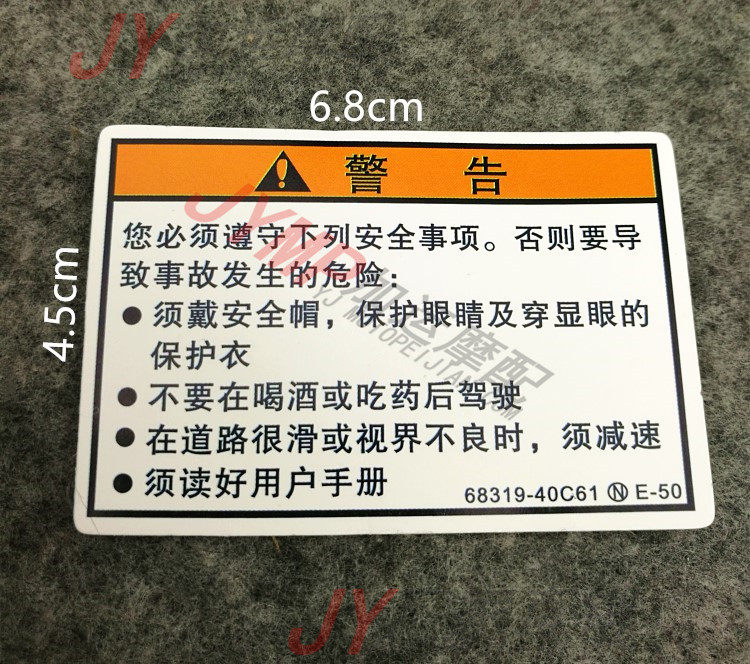 JY
6.8cm
4.5cm
警 告
您必须遵守下列安全事项。否则要导
致事故发生的危险:
● 须戴安全帽，保护眼睛及穿显眼的
保护衣
● 不要在喝酒或吃药后驾驶
● 在道路很滑或视界不良时，须减速
● 须读好用户手册
68319-40C61 Ⓝ E-50
JY